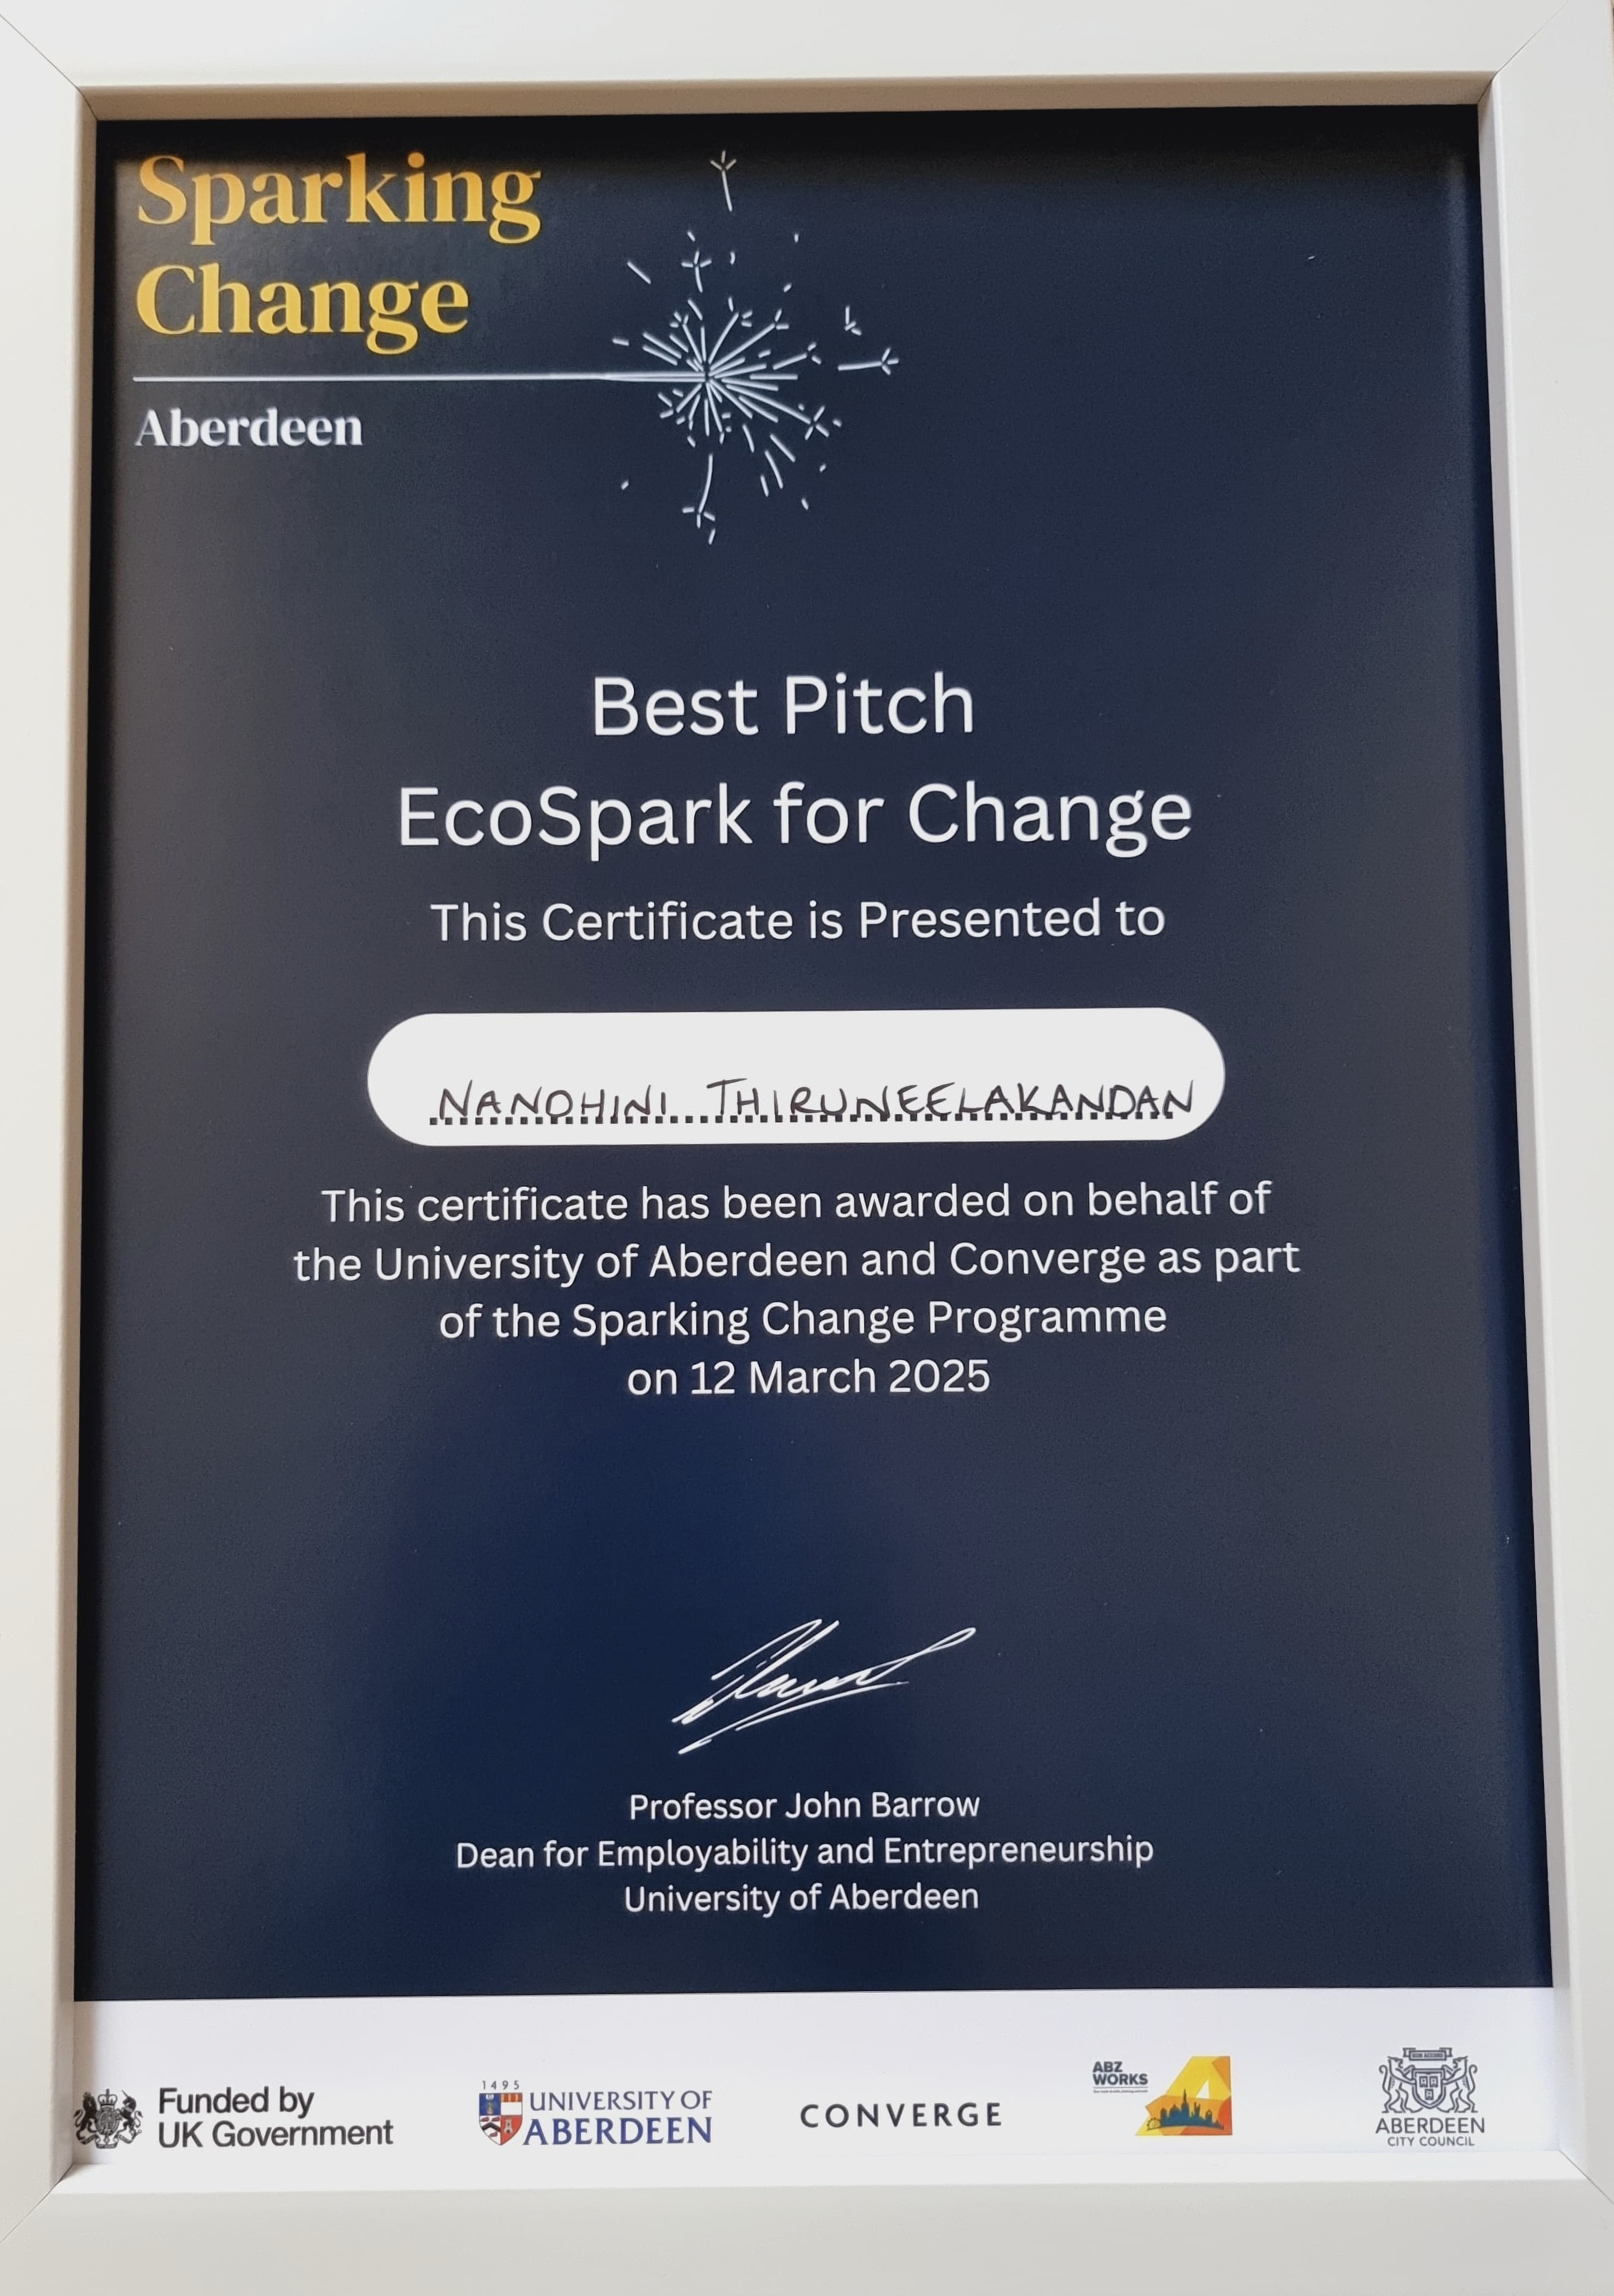 Sparking
Change
Aberdeen
Best Pitch
EcoSpark for Change
This Certificate is Presented to
NANDHINI THIRUNEELAKANDAN
This certificate has been awarded on behalf of
the University of Aberdeen and Converge as part
of the Sparking Change Programme
on 12 March 2025
Professor John Barrow
Dean for Employability and Entrepreneurship
University of Aberdeen
Funded by
UK Government
1495
UNIVERSITY OF
ABERDEEN
CONVERGE
ABZ
WORKS
ABERDEEN
CITY COUNCIL